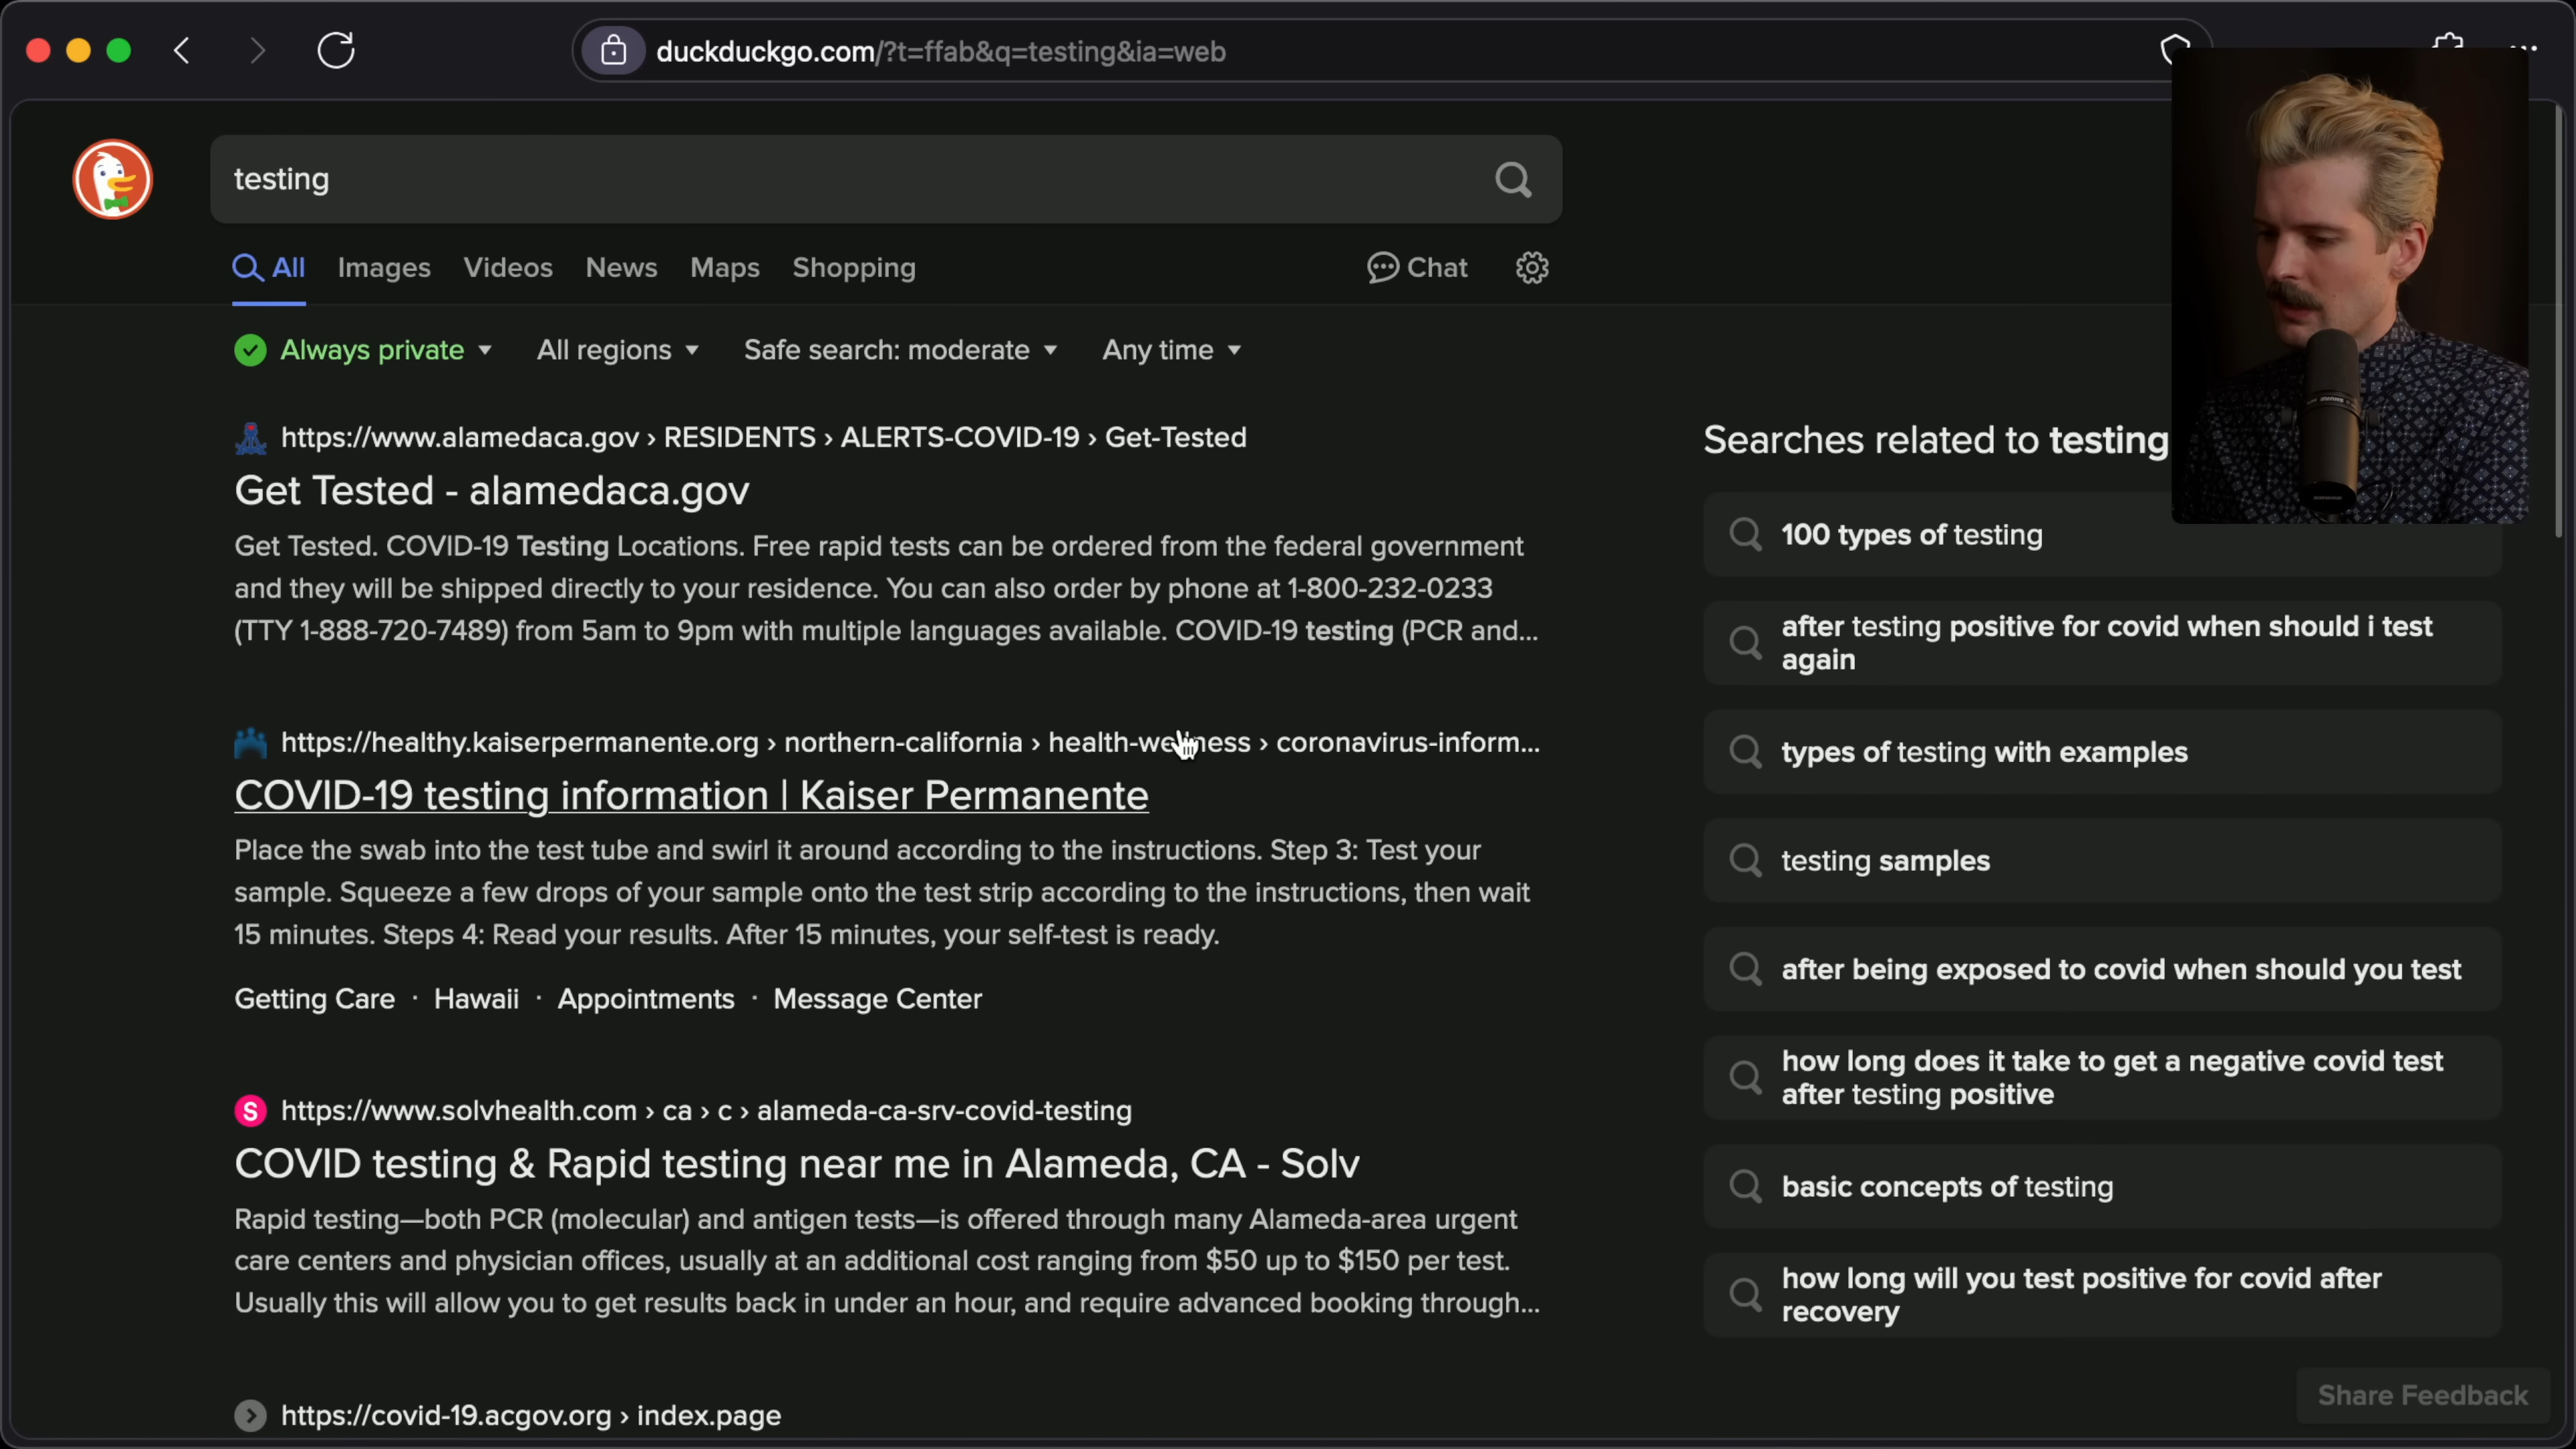 duckduckgo.com/?t=ffab&q=testing&ia=web
testing
All Images Videos News Maps Shopping Chat
Always private All regions Safe search: moderate Any time
https://www.alamedaca.gov › RESIDENTS › ALERTS-COVID-19 › Get-Tested
Get Tested - alamedaca.gov
Get Tested. COVID-19 Testing Locations. Free rapid tests can be ordered from the federal government
and they will be shipped directly to your residence. You can also order by phone at 1-800-232-0233
(TTY 1-888-720-7489) from 5am to 9pm with multiple languages available. COVID-19 testing (PCR and...
https://healthy.kaiserpermanente.org › northern-california › health-wellness › coronavirus-inform...
COVID-19 testing information | Kaiser Permanente
Place the swab into the test tube and swirl it around according to the instructions. Step 3: Test your
sample. Squeeze a few drops of your sample onto the test strip according to the instructions, then wait
15 minutes. Steps 4: Read your results. After 15 minutes, your self-test is ready.
Getting Care · Hawaii · Appointments · Message Center
S https://www.solvhealth.com › ca › c › alameda-ca-srv-covid-testing
COVID testing & Rapid testing near me in Alameda, CA - Solv
Rapid testing—both PCR (molecular) and antigen tests—is offered through many Alameda-area urgent
care centers and physician offices, usually at an additional cost ranging from $50 up to $150 per test.
Usually this will allow you to get results back in under an hour, and require advanced booking through...
https://covid-19.acgov.org › index.page
Searches related to testing
100 types of testing
after testing positive for covid when should i test
again
types of testing with examples
testing samples
after being exposed to covid when should you test
how long does it take to get a negative covid test
after testing positive
basic concepts of testing
how long will you test positive for covid after
recovery
Share Feedback